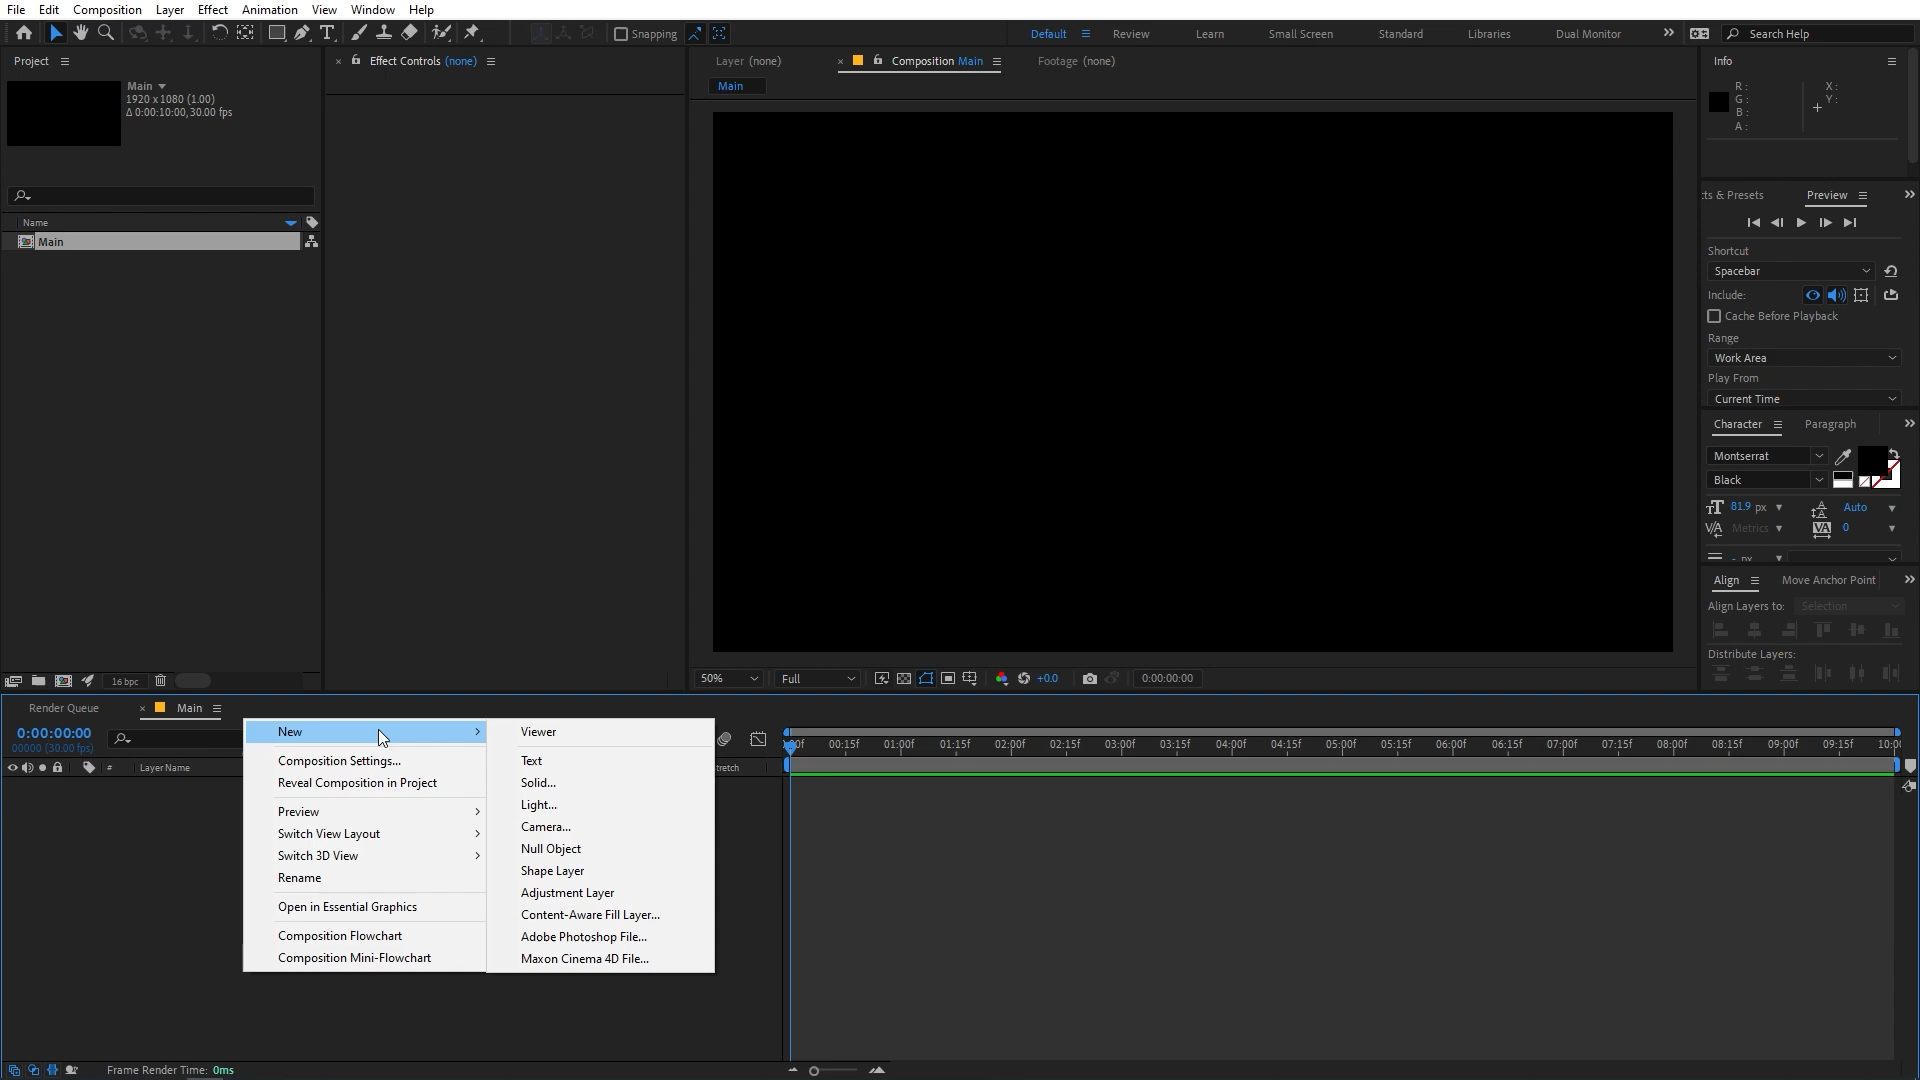 File Edit Composition Layer Effect Animation View Window Help
Snapping
Default Review Learn Small Screen Standard Libraries Dual Monitor Search Help
Project
Main
1920 x 1080 (1.00)
Δ 0:00:10:00, 30.00 fps
Name
Main
16 bpc
Effect Controls (none)
Layer (none) Composition Main Footage (none)
Main
50% Full +0.0 0:00:00:00
Info
R :
G :
B :
A :
X :
Y :
ts & Presets Preview
Shortcut
Spacebar
Include:
Cache Before Playback
Range
Work Area
Play From
Current Time
Character Paragraph
Montserrat
Black
81.9 px Auto
Metrics 0
- px
Align Move Anchor Point
Align Layers to: Selection
Distribute Layers:
Render Queue Main
0:00:00:00
00000 (30.00 fps)
# Layer Name
tretch
New
Composition Settings...
Reveal Composition in Project
Preview
Switch View Layout
Switch 3D View
Rename
Open in Essential Graphics
Composition Flowchart
Composition Mini-Flowchart
Viewer
Text
Solid...
Light...
Camera...
Null Object
Shape Layer
Adjustment Layer
Content-Aware Fill Layer...
Adobe Photoshop File...
Maxon Cinema 4D File...
00f 00:15f 01:00f 01:15f 02:00f 02:15f 03:00f 03:15f 04:00f 04:15f 05:00f 05:15f 06:00f 06:15f 07:00f 07:15f 08:00f 08:15f 09:00f 09:15f 10:00
Frame Render Time: 0ms